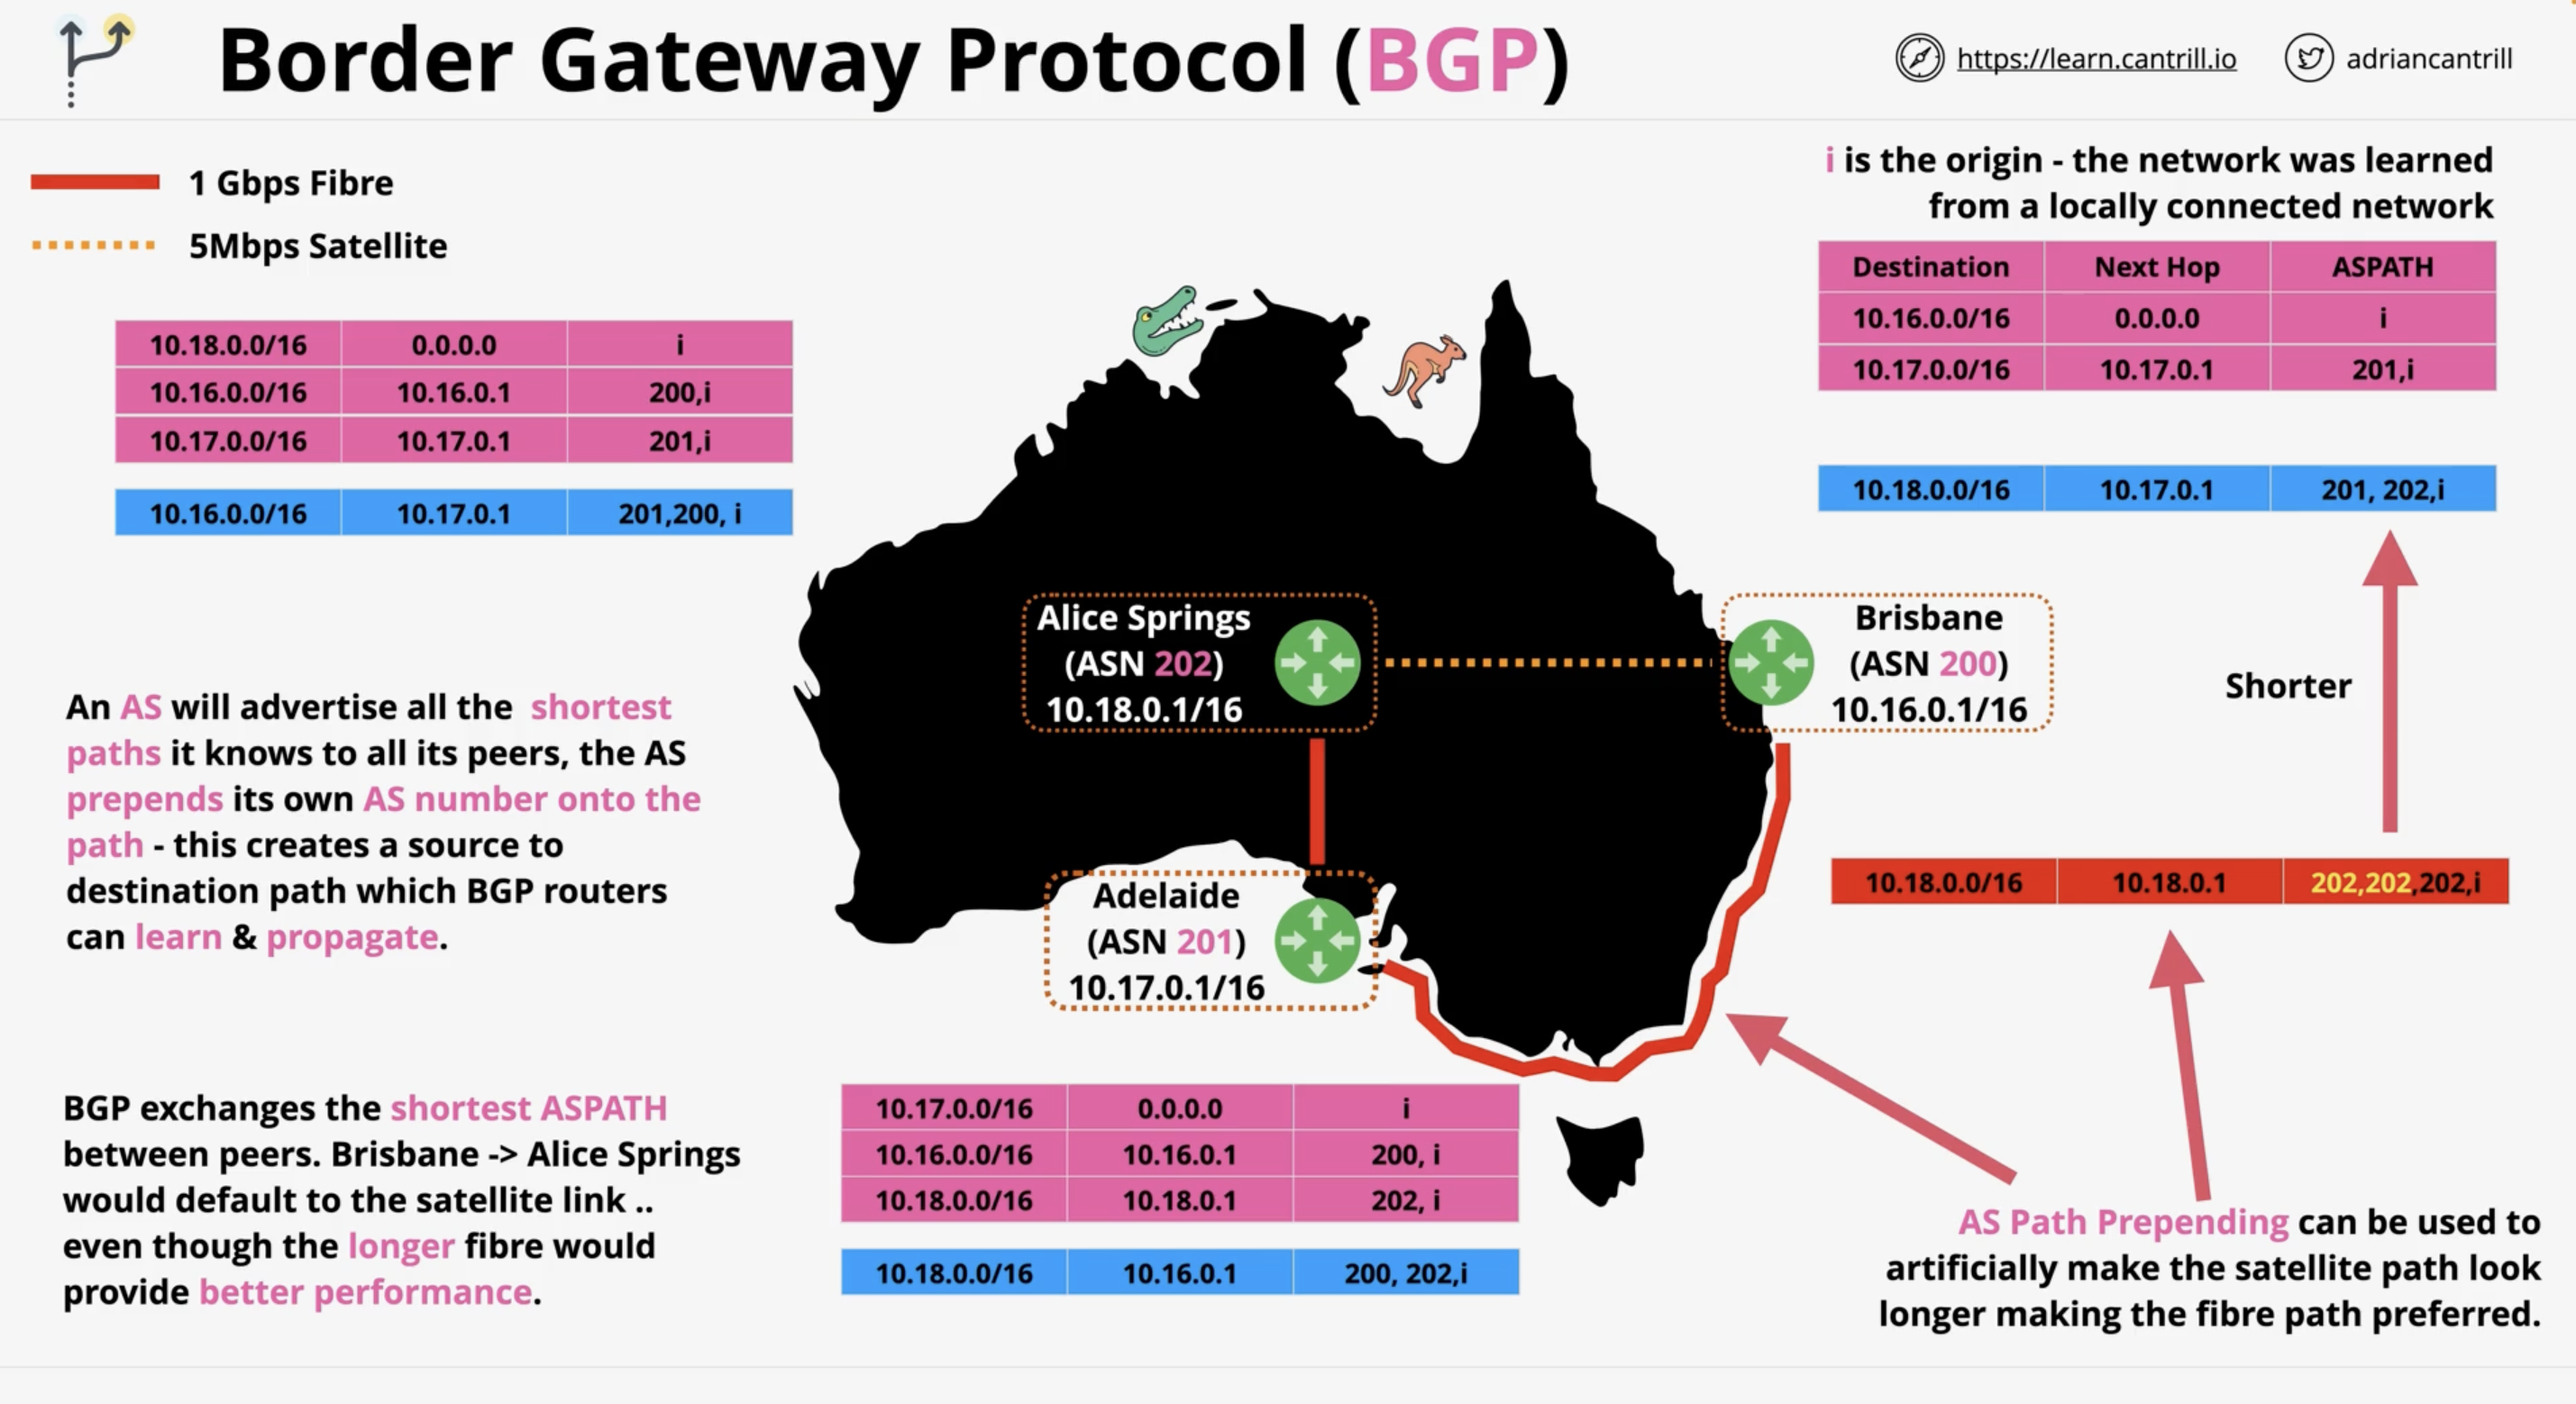 Border Gateway Protocol (BGP)
https://learn.cantrill.io
adriancantrill
1 Gbps Fibre
5Mbps Satellite
10.18.0.0/16 0.0.0.0 i
10.16.0.0/16 10.16.0.1 200,i
10.17.0.0/16 10.17.0.1 201,i
10.16.0.0/16 10.17.0.1 201,200, i
An AS will advertise all the shortest
paths it knows to all its peers, the AS
prepends its own AS number onto the
path - this creates a source to
destination path which BGP routers
can learn & propagate.
BGP exchanges the shortest ASPATH
between peers. Brisbane -> Alice Springs
would default to the satellite link ..
even though the longer fibre would
provide better performance.
Alice Springs
(ASN 202)
10.18.0.1/16
Brisbane
(ASN 200)
10.16.0.1/16
Adelaide
(ASN 201)
10.17.0.1/16
10.17.0.0/16 0.0.0.0 i
10.16.0.0/16 10.16.0.1 200, i
10.18.0.0/16 10.18.0.1 202, i
10.18.0.0/16 10.16.0.1 200, 202,i
i is the origin - the network was learned
from a locally connected network
Destination Next Hop ASPATH
10.16.0.0/16 0.0.0.0 i
10.17.0.0/16 10.17.0.1 201,i
10.18.0.0/16 10.17.0.1 201, 202,i
Shorter
10.18.0.0/16 10.18.0.1 202,202,202,i
AS Path Prepending can be used to
artificially make the satellite path look
longer making the fibre path preferred.